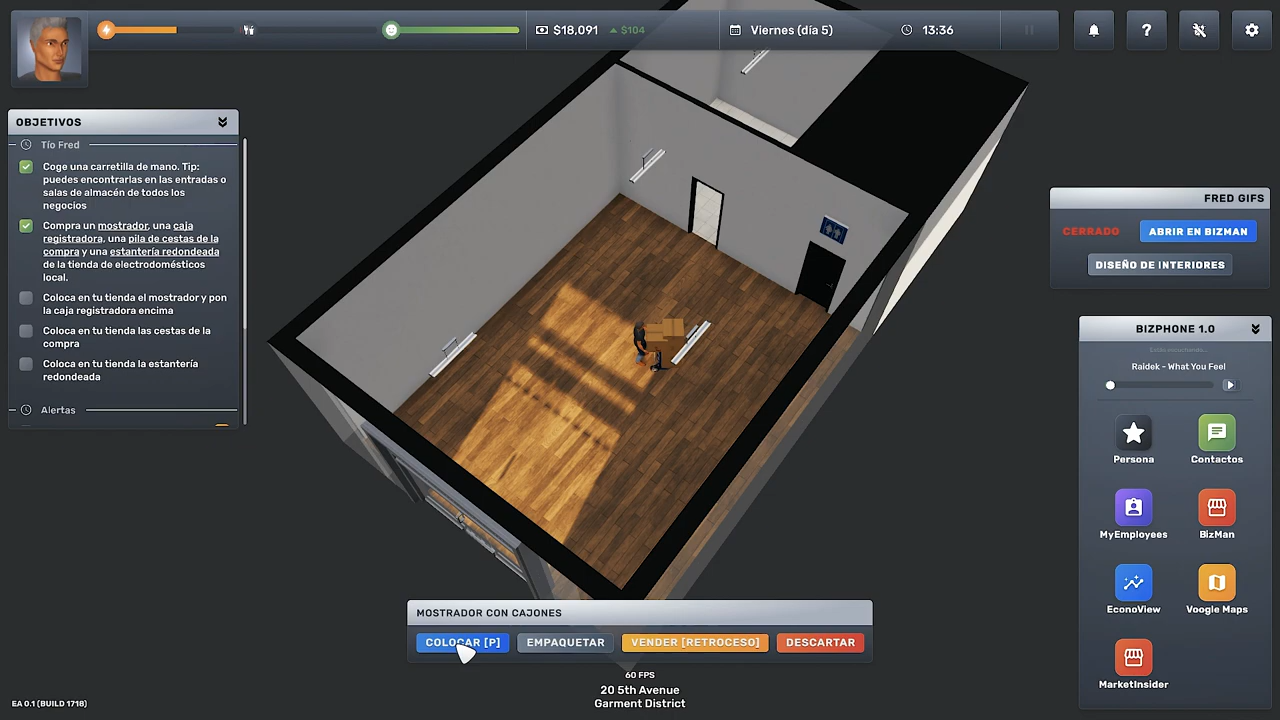 $18,091
$104
Viernes (día 5)
13:36
OBJETIVOS
Tío Fred
Coge una carretilla de mano. Tip:
puedes encontrarlas en las entradas o
salas de almacén de todos los
negocios
Compra un mostrador, una caja
registradora, una pila de cestas de la
compra y una estantería redondeada
de la tienda de electrodomésticos
local.
Coloca en tu tienda el mostrador y pon
la caja registradora encima
Coloca en tu tienda las cestas de la
compra
Coloca en tu tienda la estantería
redondeada
Alertas
FRED GIFS
CERRADO
ABRIR EN BIZMAN
DISEÑO DE INTERIORES
BIZPHONE 1.0
Estás escuchando...
Raidek - What You Feel
Persona
Contactos
MyEmployees
BizMan
EconoView
Voogle Maps
MarketInsider
MOSTRADOR CON CAJONES
COLOCAR [P]
EMPAQUETAR
VENDER [RETROCESO]
DESCARTAR
60 FPS
20 5th Avenue
Garment District
EA 0.1 (BUILD 1718)